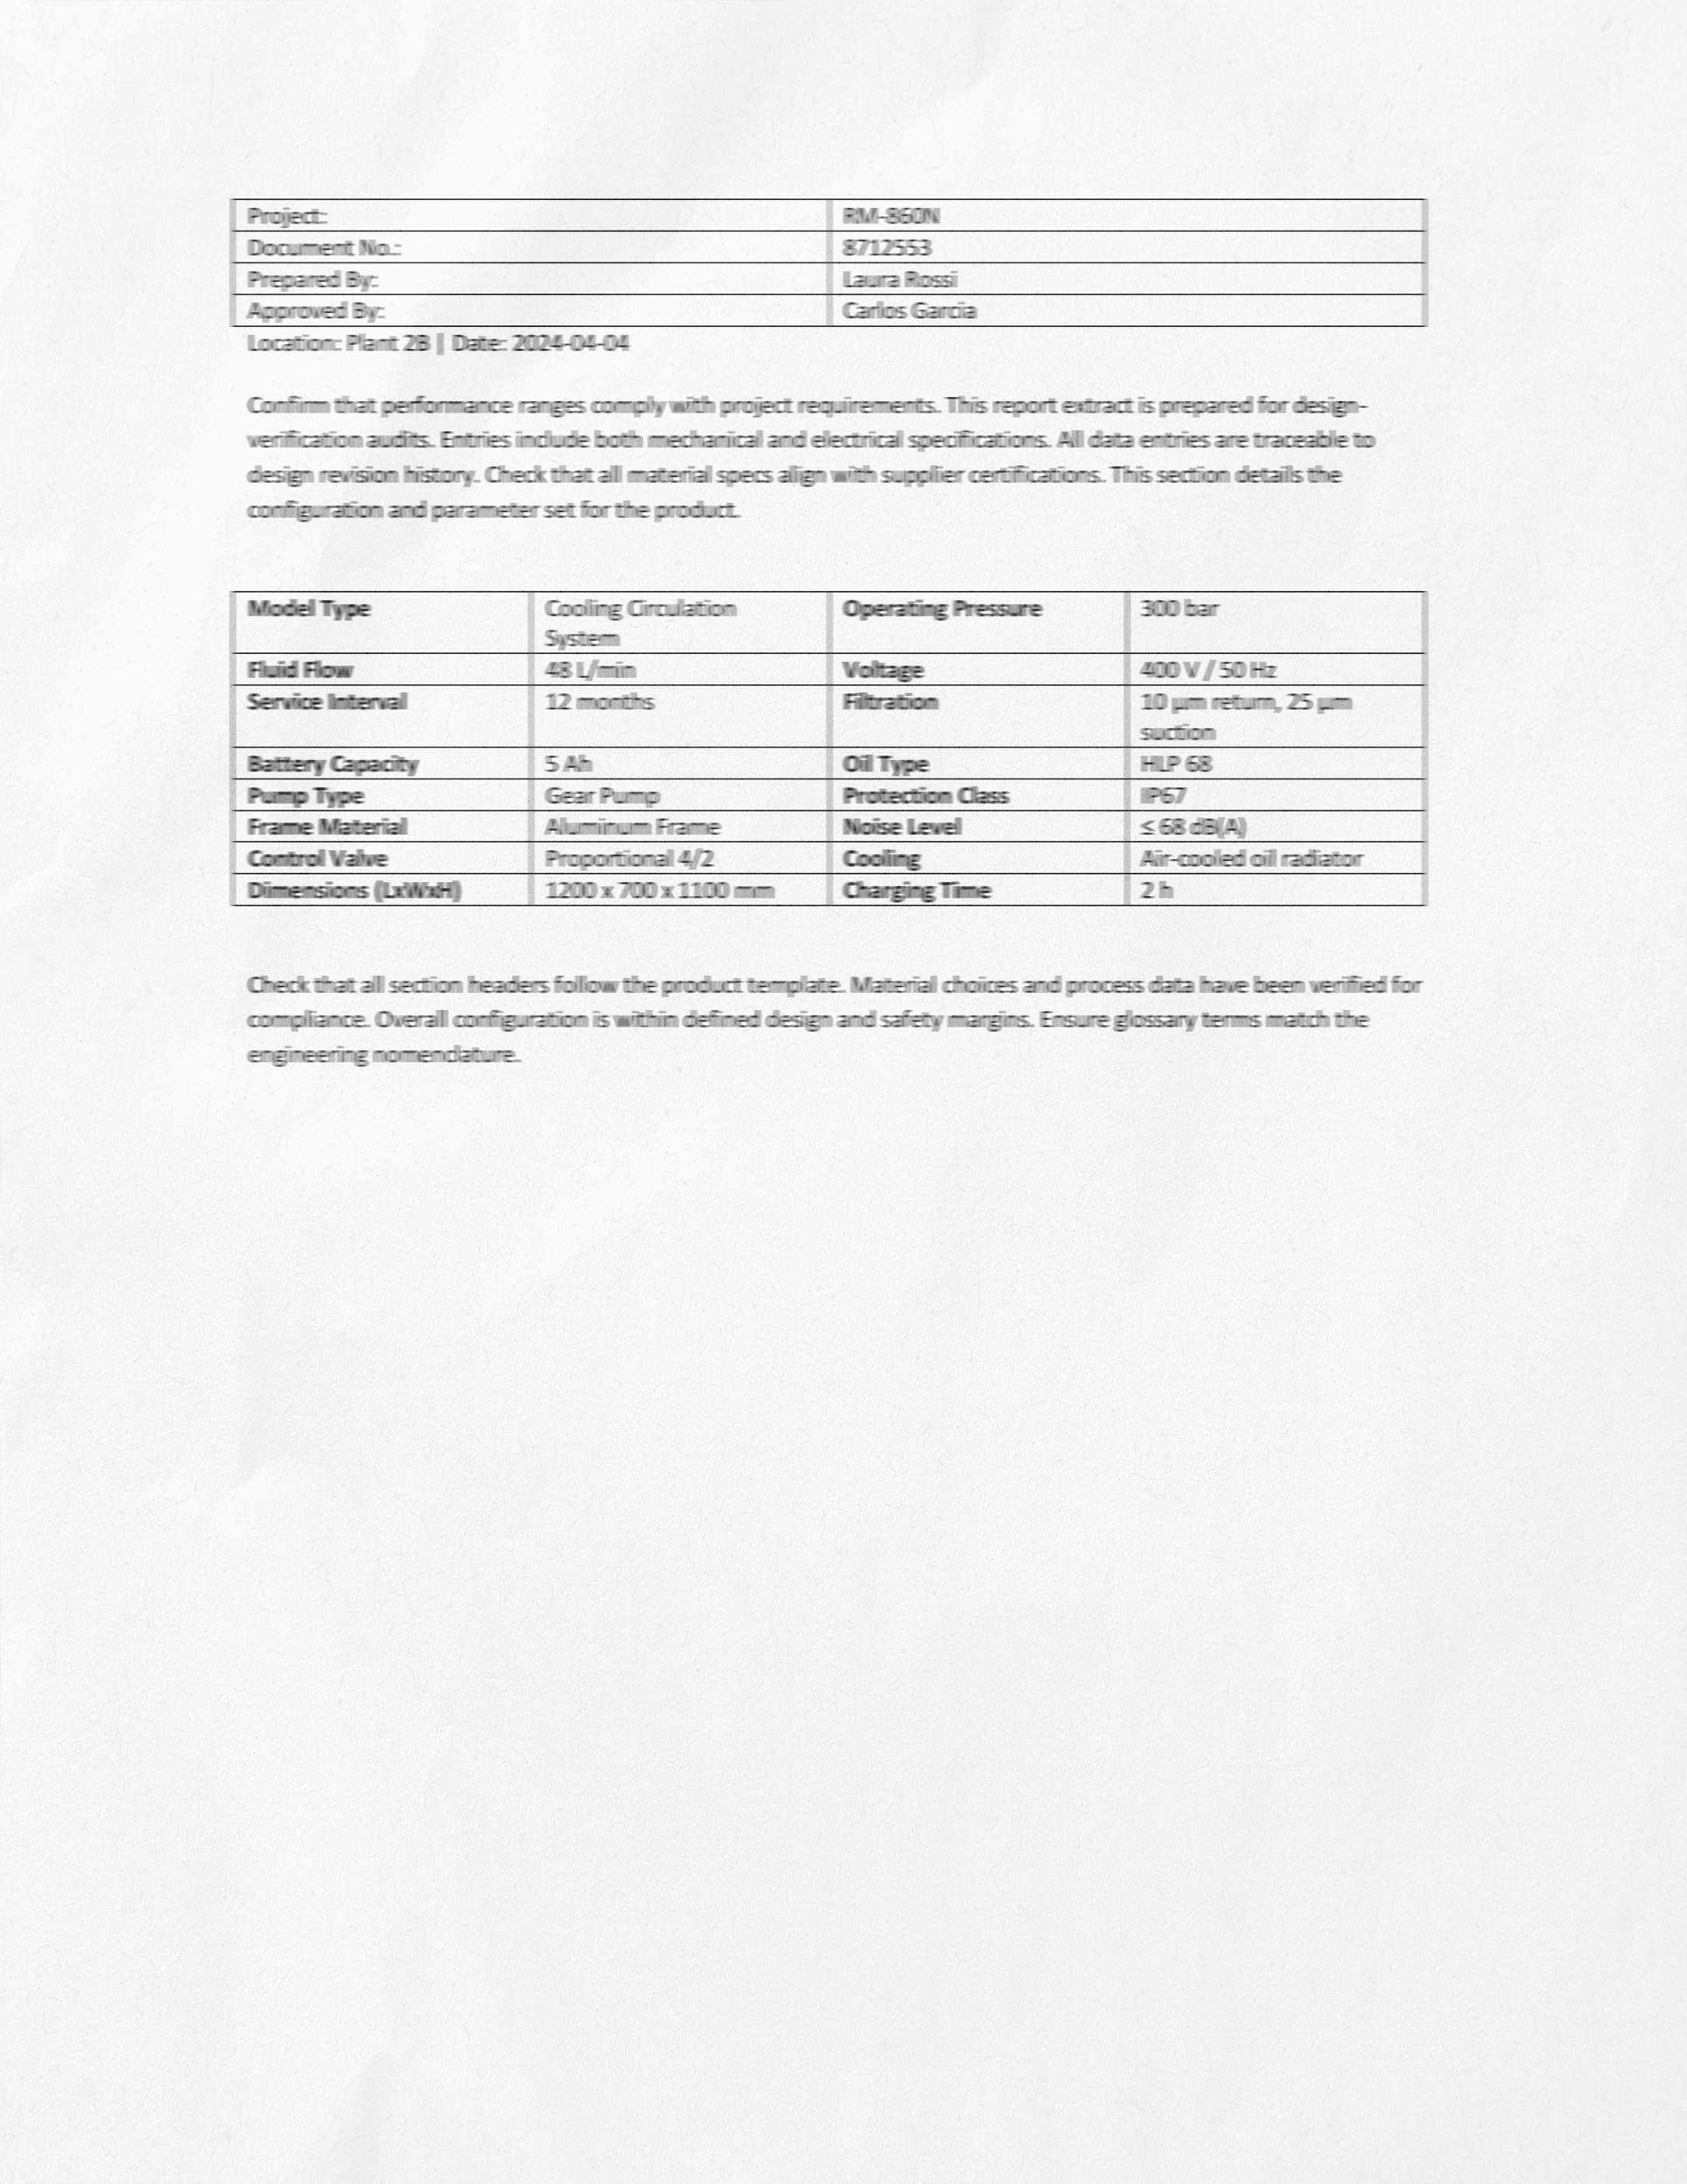 Project: RM-860N
Document No.: 8712553
Prepared By: Laura Rossi
Approved By: Carlos Garcia
Location: Plant 2B | Date: 2024-04-04
Confirm that performance ranges comply with project requirements. This report extract is prepared for design-
verification audits. Entries include both mechanical and electrical specifications. All data entries are traceable to
design revision history. Check that all material specs align with supplier certifications. This section details the
configuration and parameter set for the product.
Model Type Cooling Circulation System Operating Pressure 300 bar
Fluid Flow 48 L/min Voltage 400 V / 50 Hz
Service Interval 12 months Filtration 10 µm return, 25 µm suction
Battery Capacity 5 Ah Oil Type HLP 68
Pump Type Gear Pump Protection Class IP67
Frame Material Aluminum Frame Noise Level ≤ 68 dB(A)
Control Valve Proportional 4/2 Cooling Air-cooled oil radiator
Dimensions (LxWxH) 1200 x 700 x 1100 mm Charging Time 2 h
Check that all section headers follow the product template. Material choices and process data have been verified for
compliance. Overall configuration is within defined design and safety margins. Ensure glossary terms match the
engineering nomenclature.